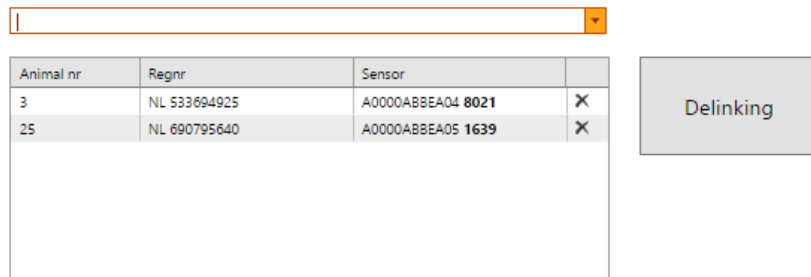 Animal nr Regnr Sensor
3 NL 533694925 A0000ABBEA04 8021
25 NL 690795640 A0000ABBEA05 1639
Delinking